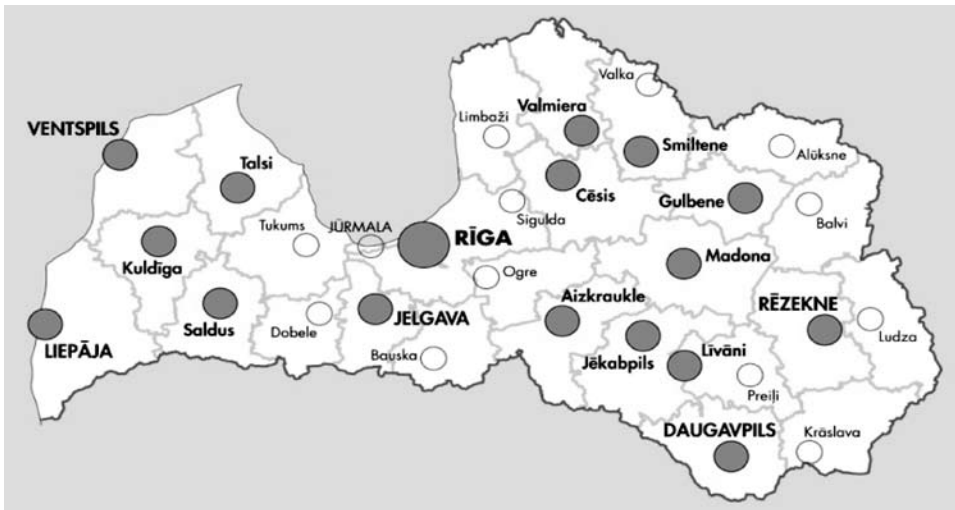 Valka
Limbaži
Valmiera
VENTSPILS
Smiltene
Alūksne
Talsi
Cēsis
Gulbene
Sigulda
Balvi
Tukums
JŪRMALA
RĪGA
Kuldīga
Madona
Ogre
Aizkraukle
RĒZEKNE
Saldus
Dobele
JELGAVA
Ludza
LIEPĀJA
Bauska
Jēkabpils
Līvāni
Preiļi
DAUGAVPILS
Krāslava